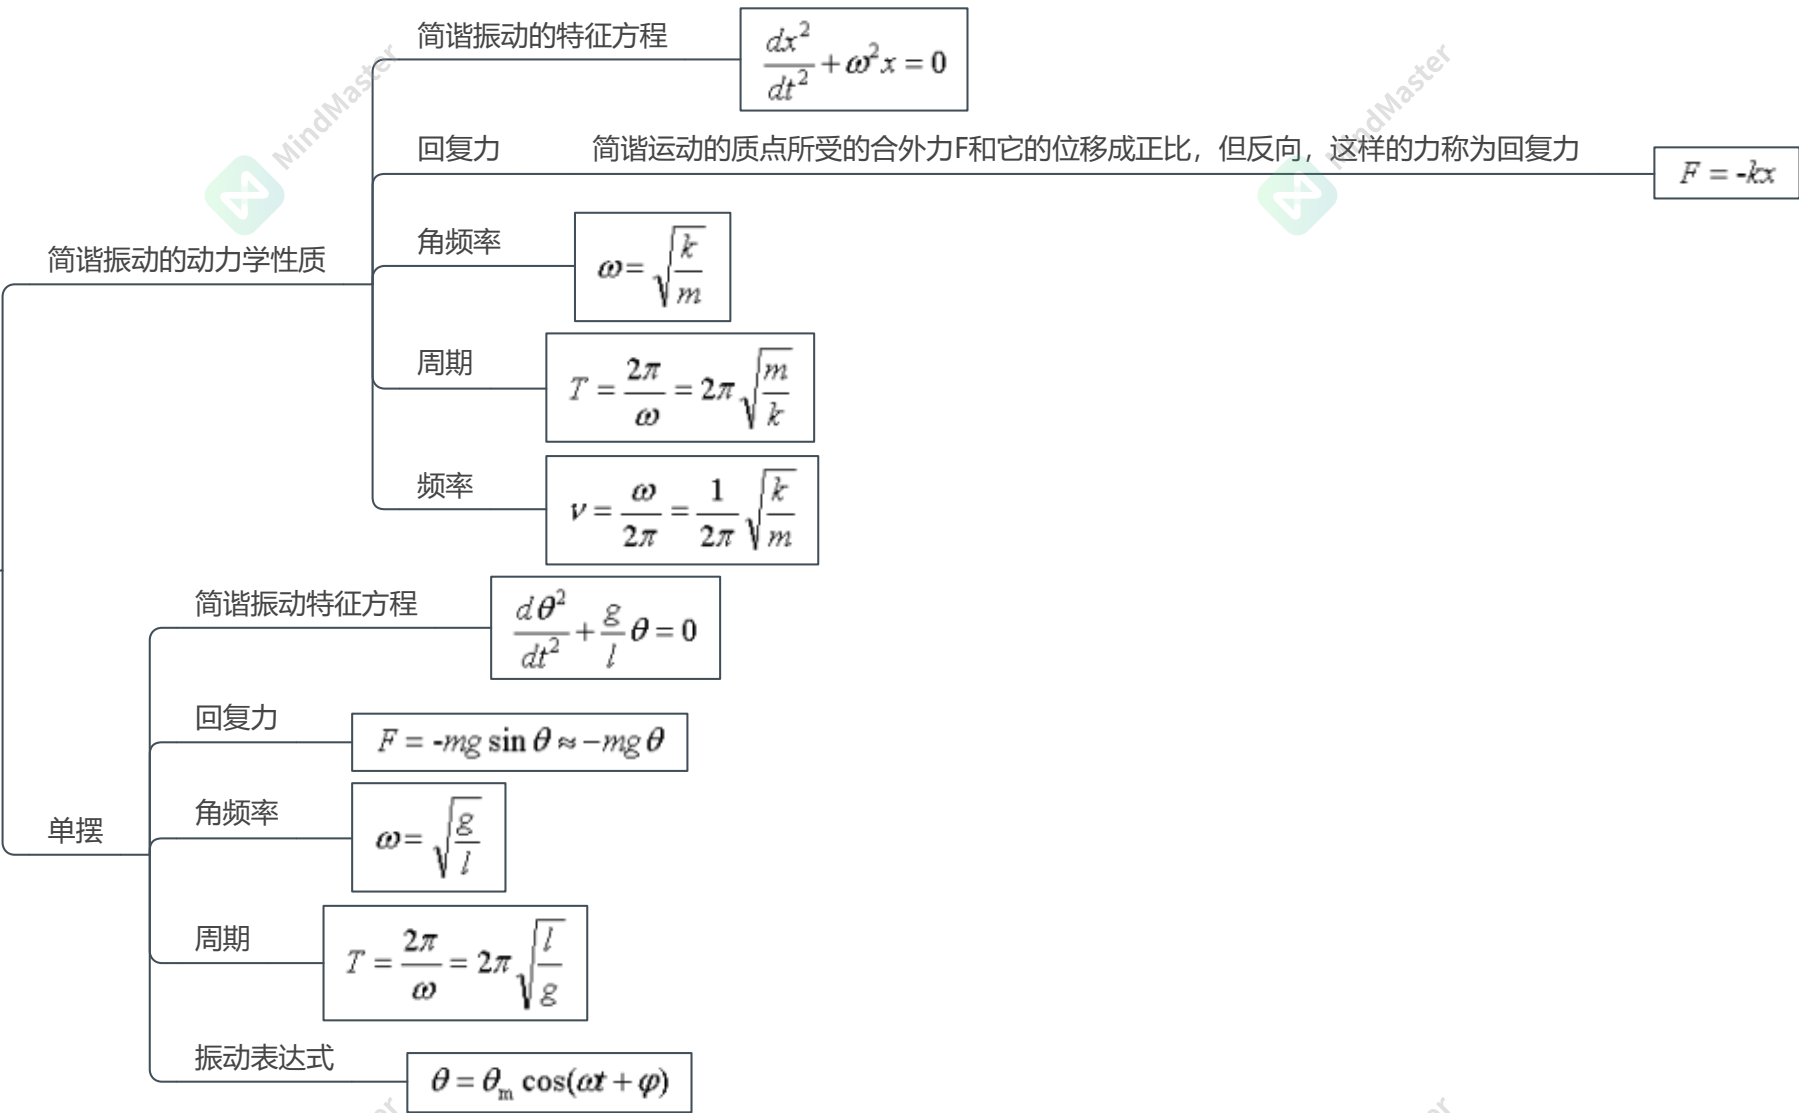 简谐振动的特征方程
dx²/dt² + ω²x = 0
回复力
简谐运动的质点所受的合外力F和它的位移成正比，但反向，这样的力称为回复力
F = -kx
角频率
ω = √(k/m)
简谐振动的动力学性质
周期
T = 2π/ω = 2π√(m/k)
频率
ν = ω/2π = 1/2π √(k/m)
简谐振动特征方程
dθ²/dt² + g/l θ = 0
回复力
F = -mg sin θ ≈ −mg θ
角频率
ω = √(g/l)
单摆
周期
T = 2π/ω = 2π√(l/g)
振动表达式
θ = θm cos(ωt + φ)
MindMaster
MindMaster